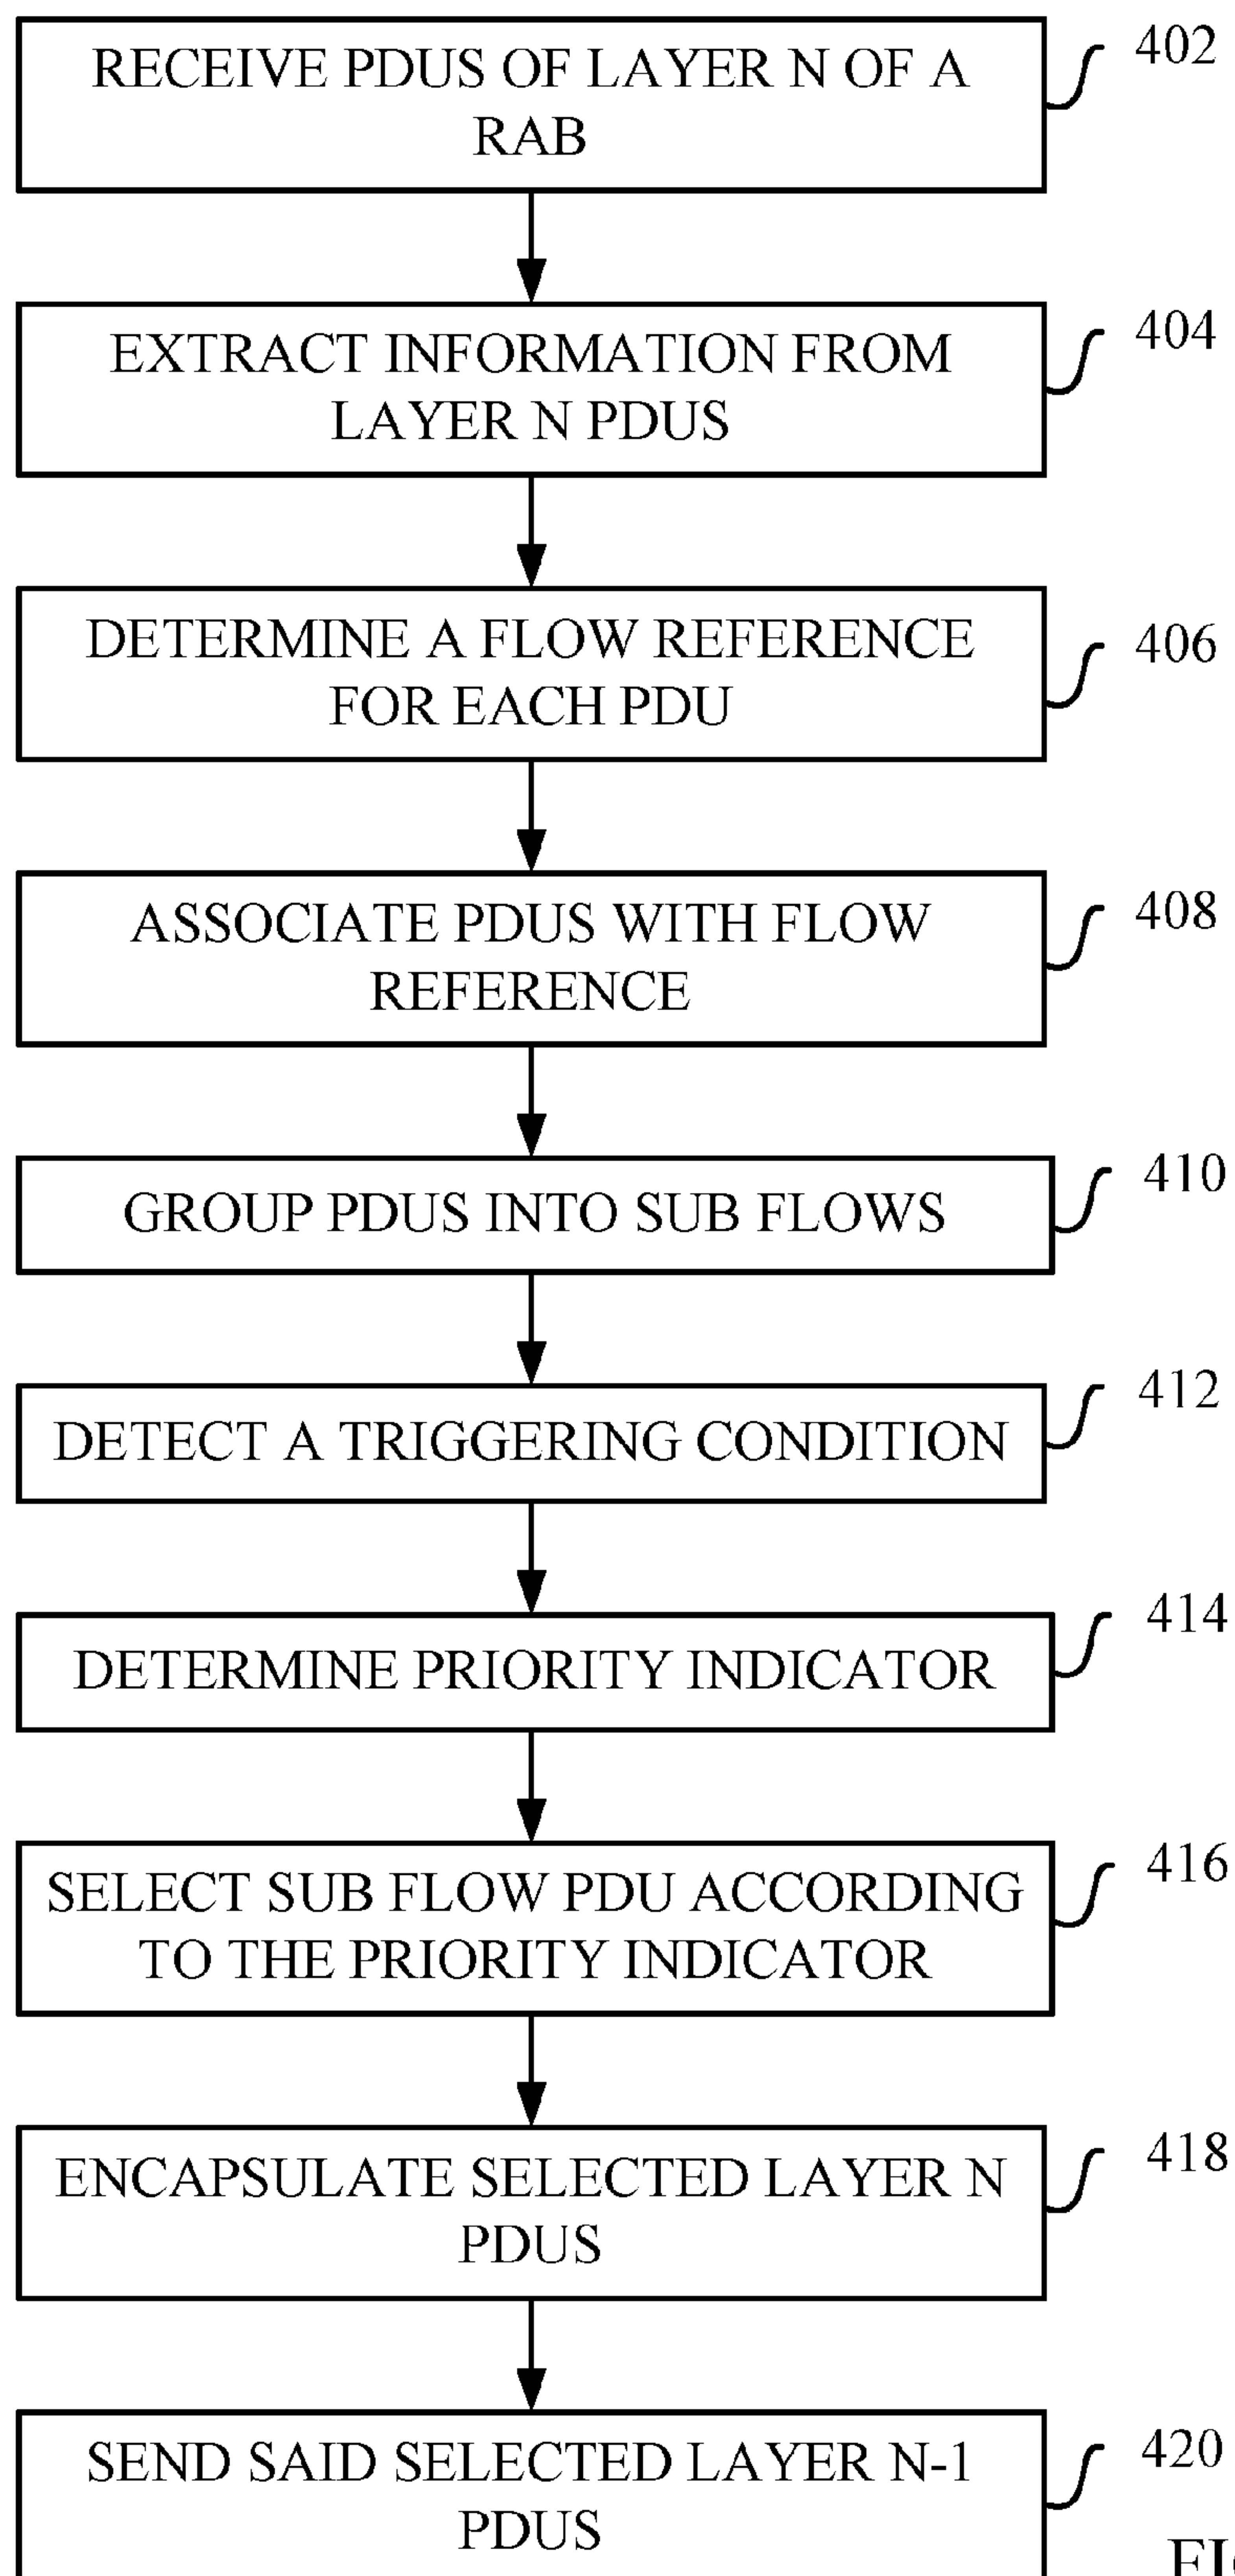 RECEIVE PDUS OF LAYER N OF A
RAB
402
EXTRACT INFORMATION FROM
LAYER N PDUS
404
DETERMINE A FLOW REFERENCE
FOR EACH PDU
406
ASSOCIATE PDUS WITH FLOW
REFERENCE
408
GROUP PDUS INTO SUB FLOWS
410
DETECT A TRIGGERING CONDITION
412
DETERMINE PRIORITY INDICATOR
414
SELECT SUB FLOW PDU ACCORDING
TO THE PRIORITY INDICATOR
416
ENCAPSULATE SELECTED LAYER N
PDUS
418
SEND SAID SELECTED LAYER N-1
PDUS
420